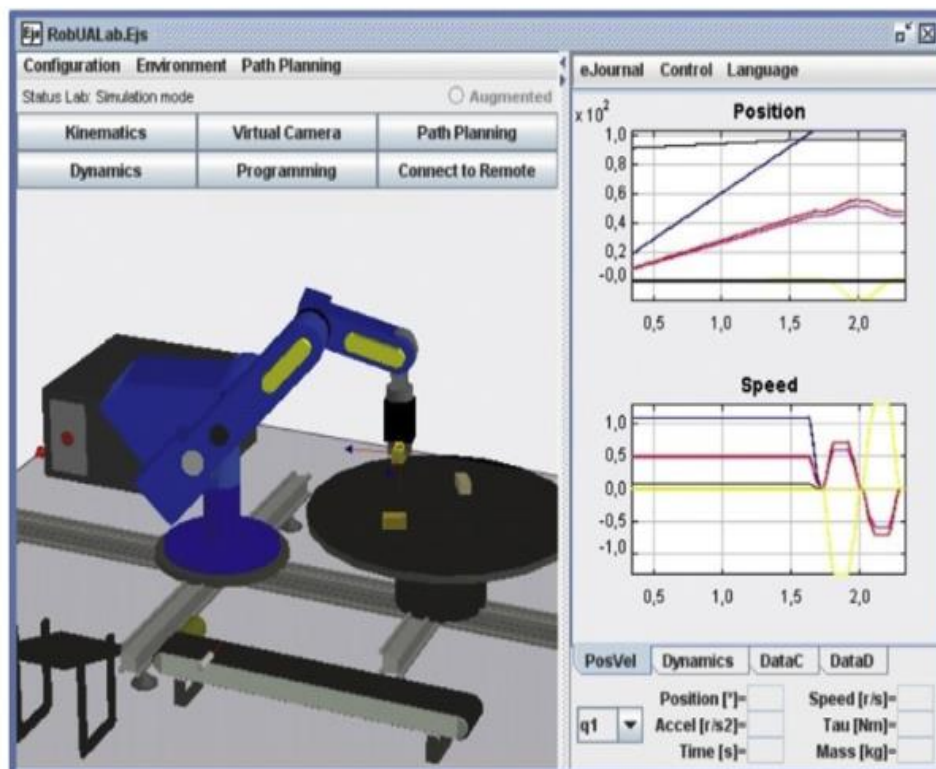 RobUALab.Ejs
Configuration Environment Path Planning
Status Lab: Simulation mode
Augmented
Kinematics Virtual Camera Path Planning
Dynamics Programming Connect to Remote
eJournal Control Language
x 10²
Position
1,0
0,8
0,6
0,4
0,2
-0,0
0,5 1,0 1,5 2,0
Speed
1,0
0,5
0,0
-0,5
-1,0
0,5 1,0 1,5 2,0
PosVel Dynamics DataC DataD
Position [°]= Speed [r/s]=
q1 Accel [r/s2]= Tau [Nm]=
Time [s]= Mass [kg]=